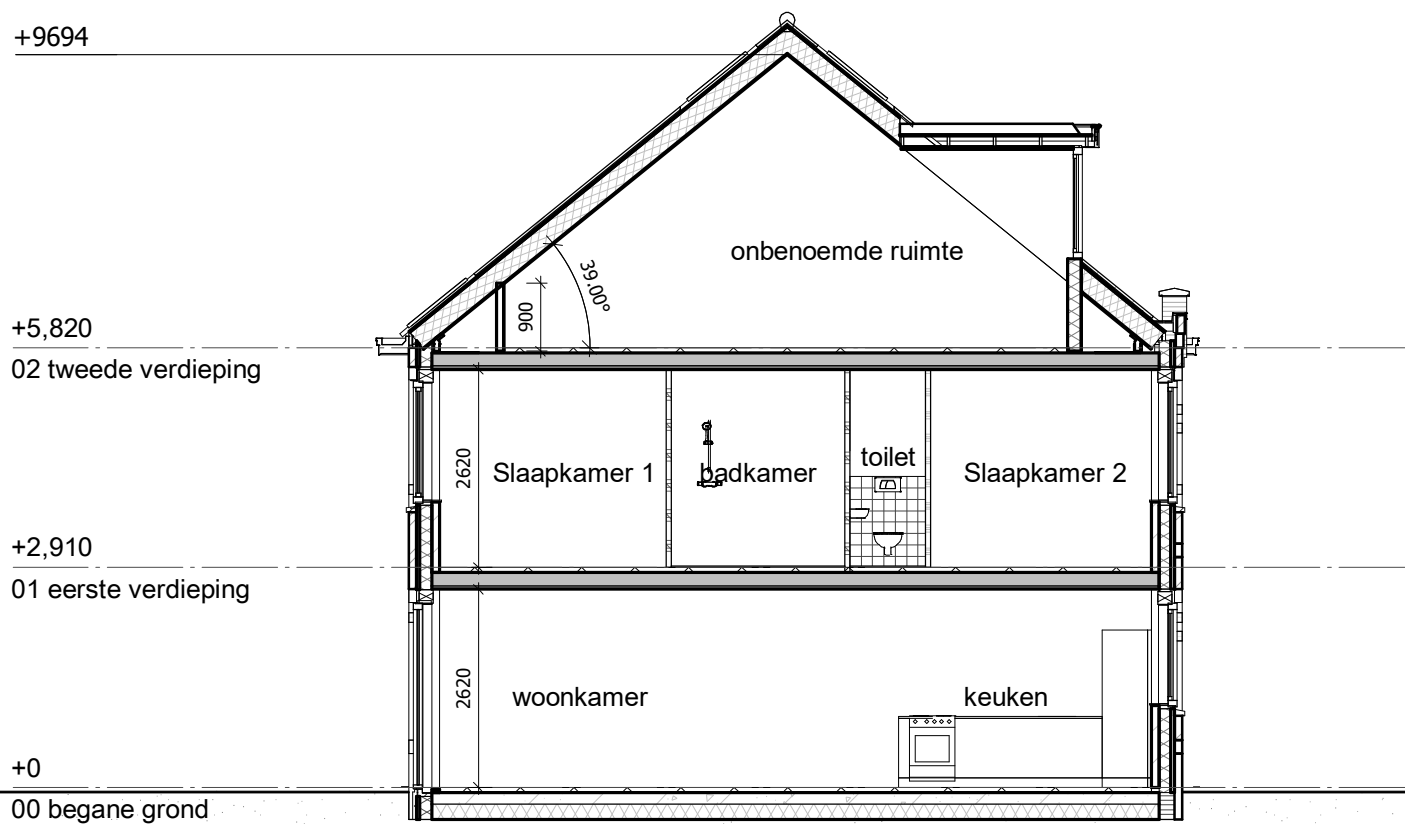 +9694
onbenoemde ruimte
39.00°
900
+5,820
02 tweede verdieping
2620
Slaapkamer 1
badkamer
toilet
Slaapkamer 2
+2,910
01 eerste verdieping
2620
woonkamer
keuken
+0
00 begane grond